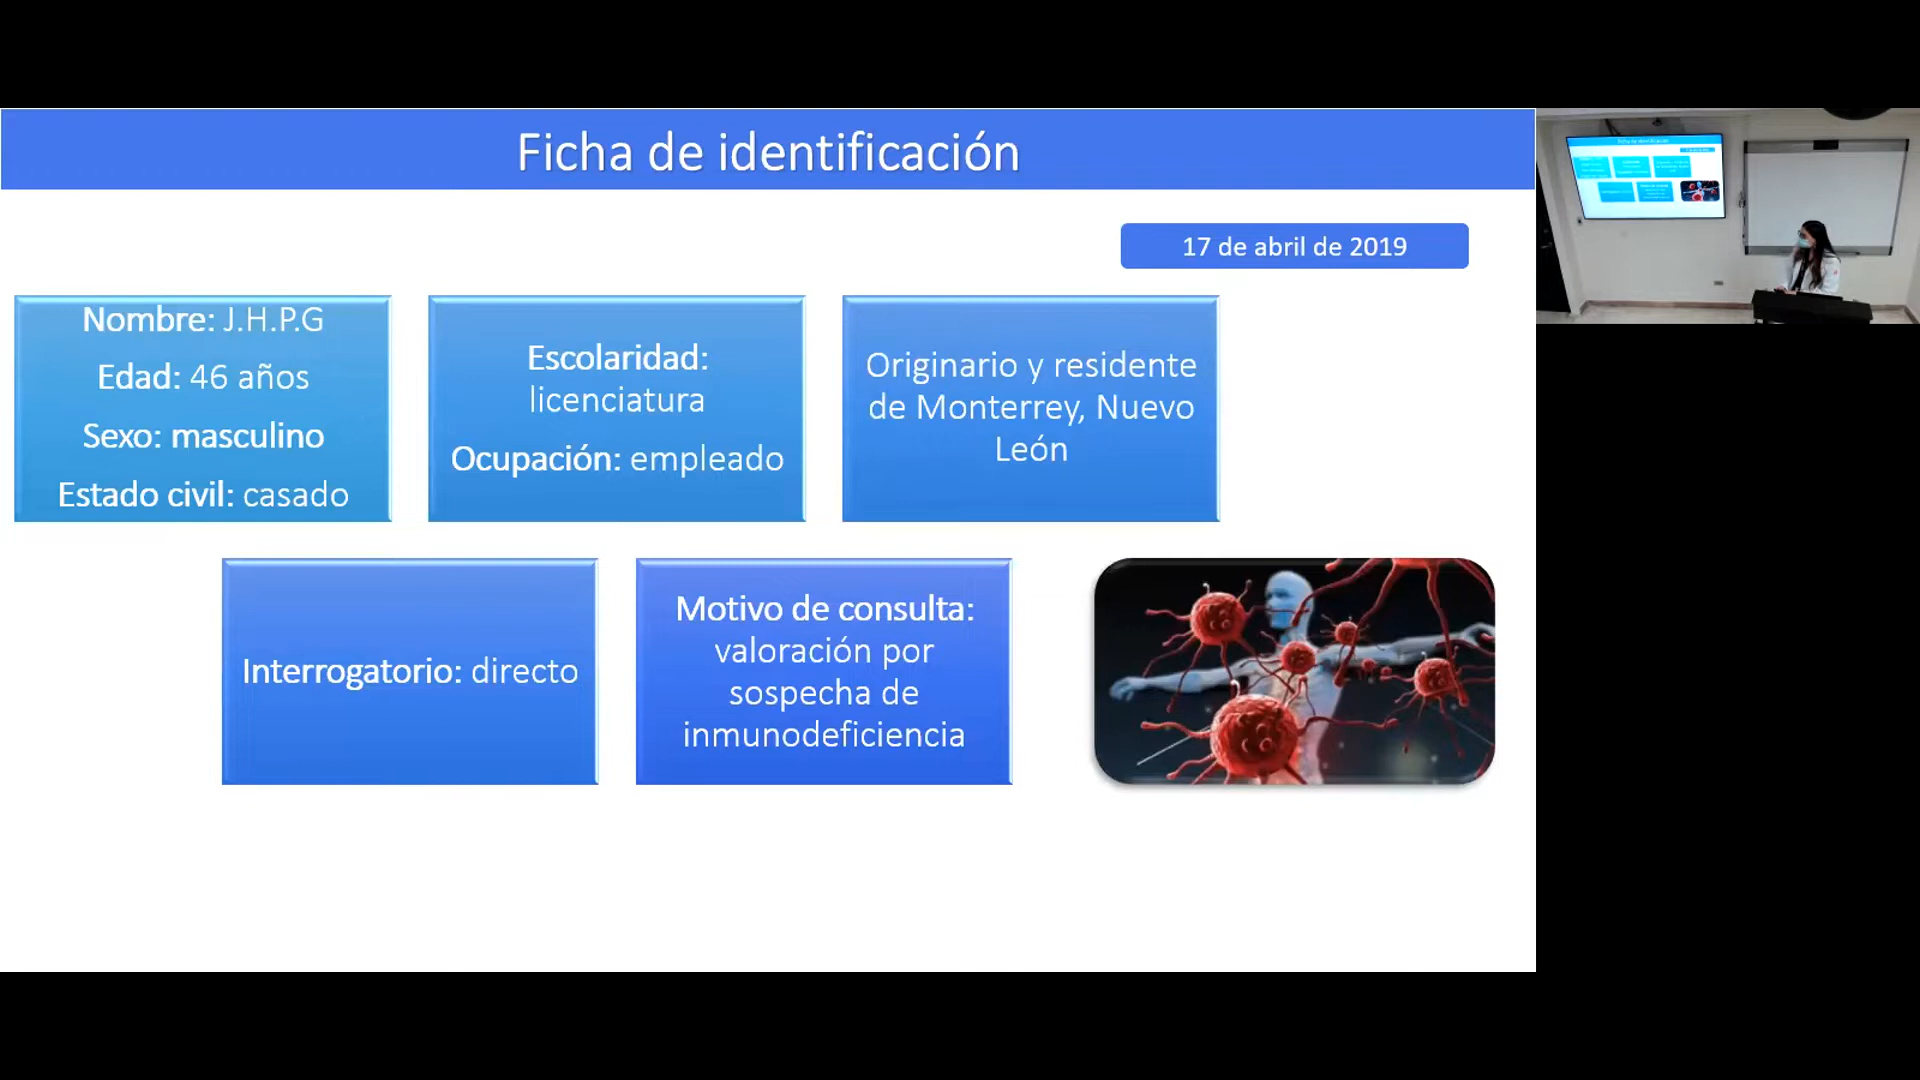 Ficha de identificación
17 de abril de 2019
Nombre: J.H.P.G
Edad: 46 años
Sexo: masculino
Estado civil: casado
Escolaridad:
licenciatura
Ocupación: empleado
Originario y residente
de Monterrey, Nuevo
León
Interrogatorio: directo
Motivo de consulta:
valoración por
sospecha de
inmunodeficiencia